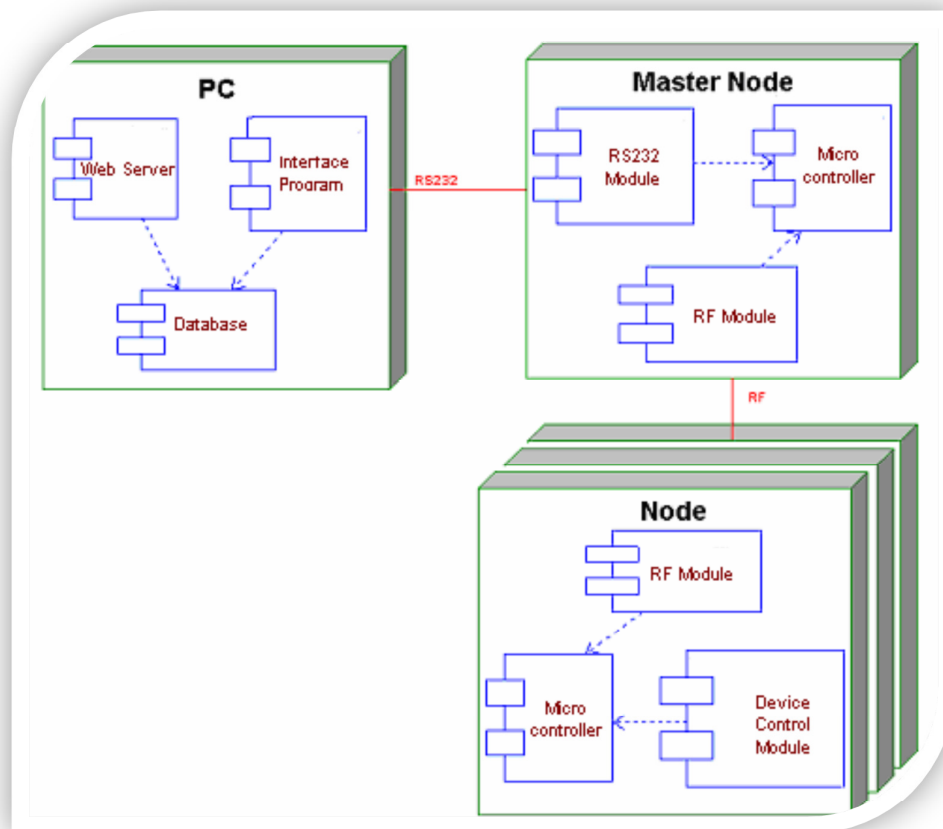 PC
Web Server
Interface
Program
Database
RS232
Master Node
RS232
Module
Micro
controller
RF Module
RF
Node
RF Module
Micro
controller
Device
Control
Module